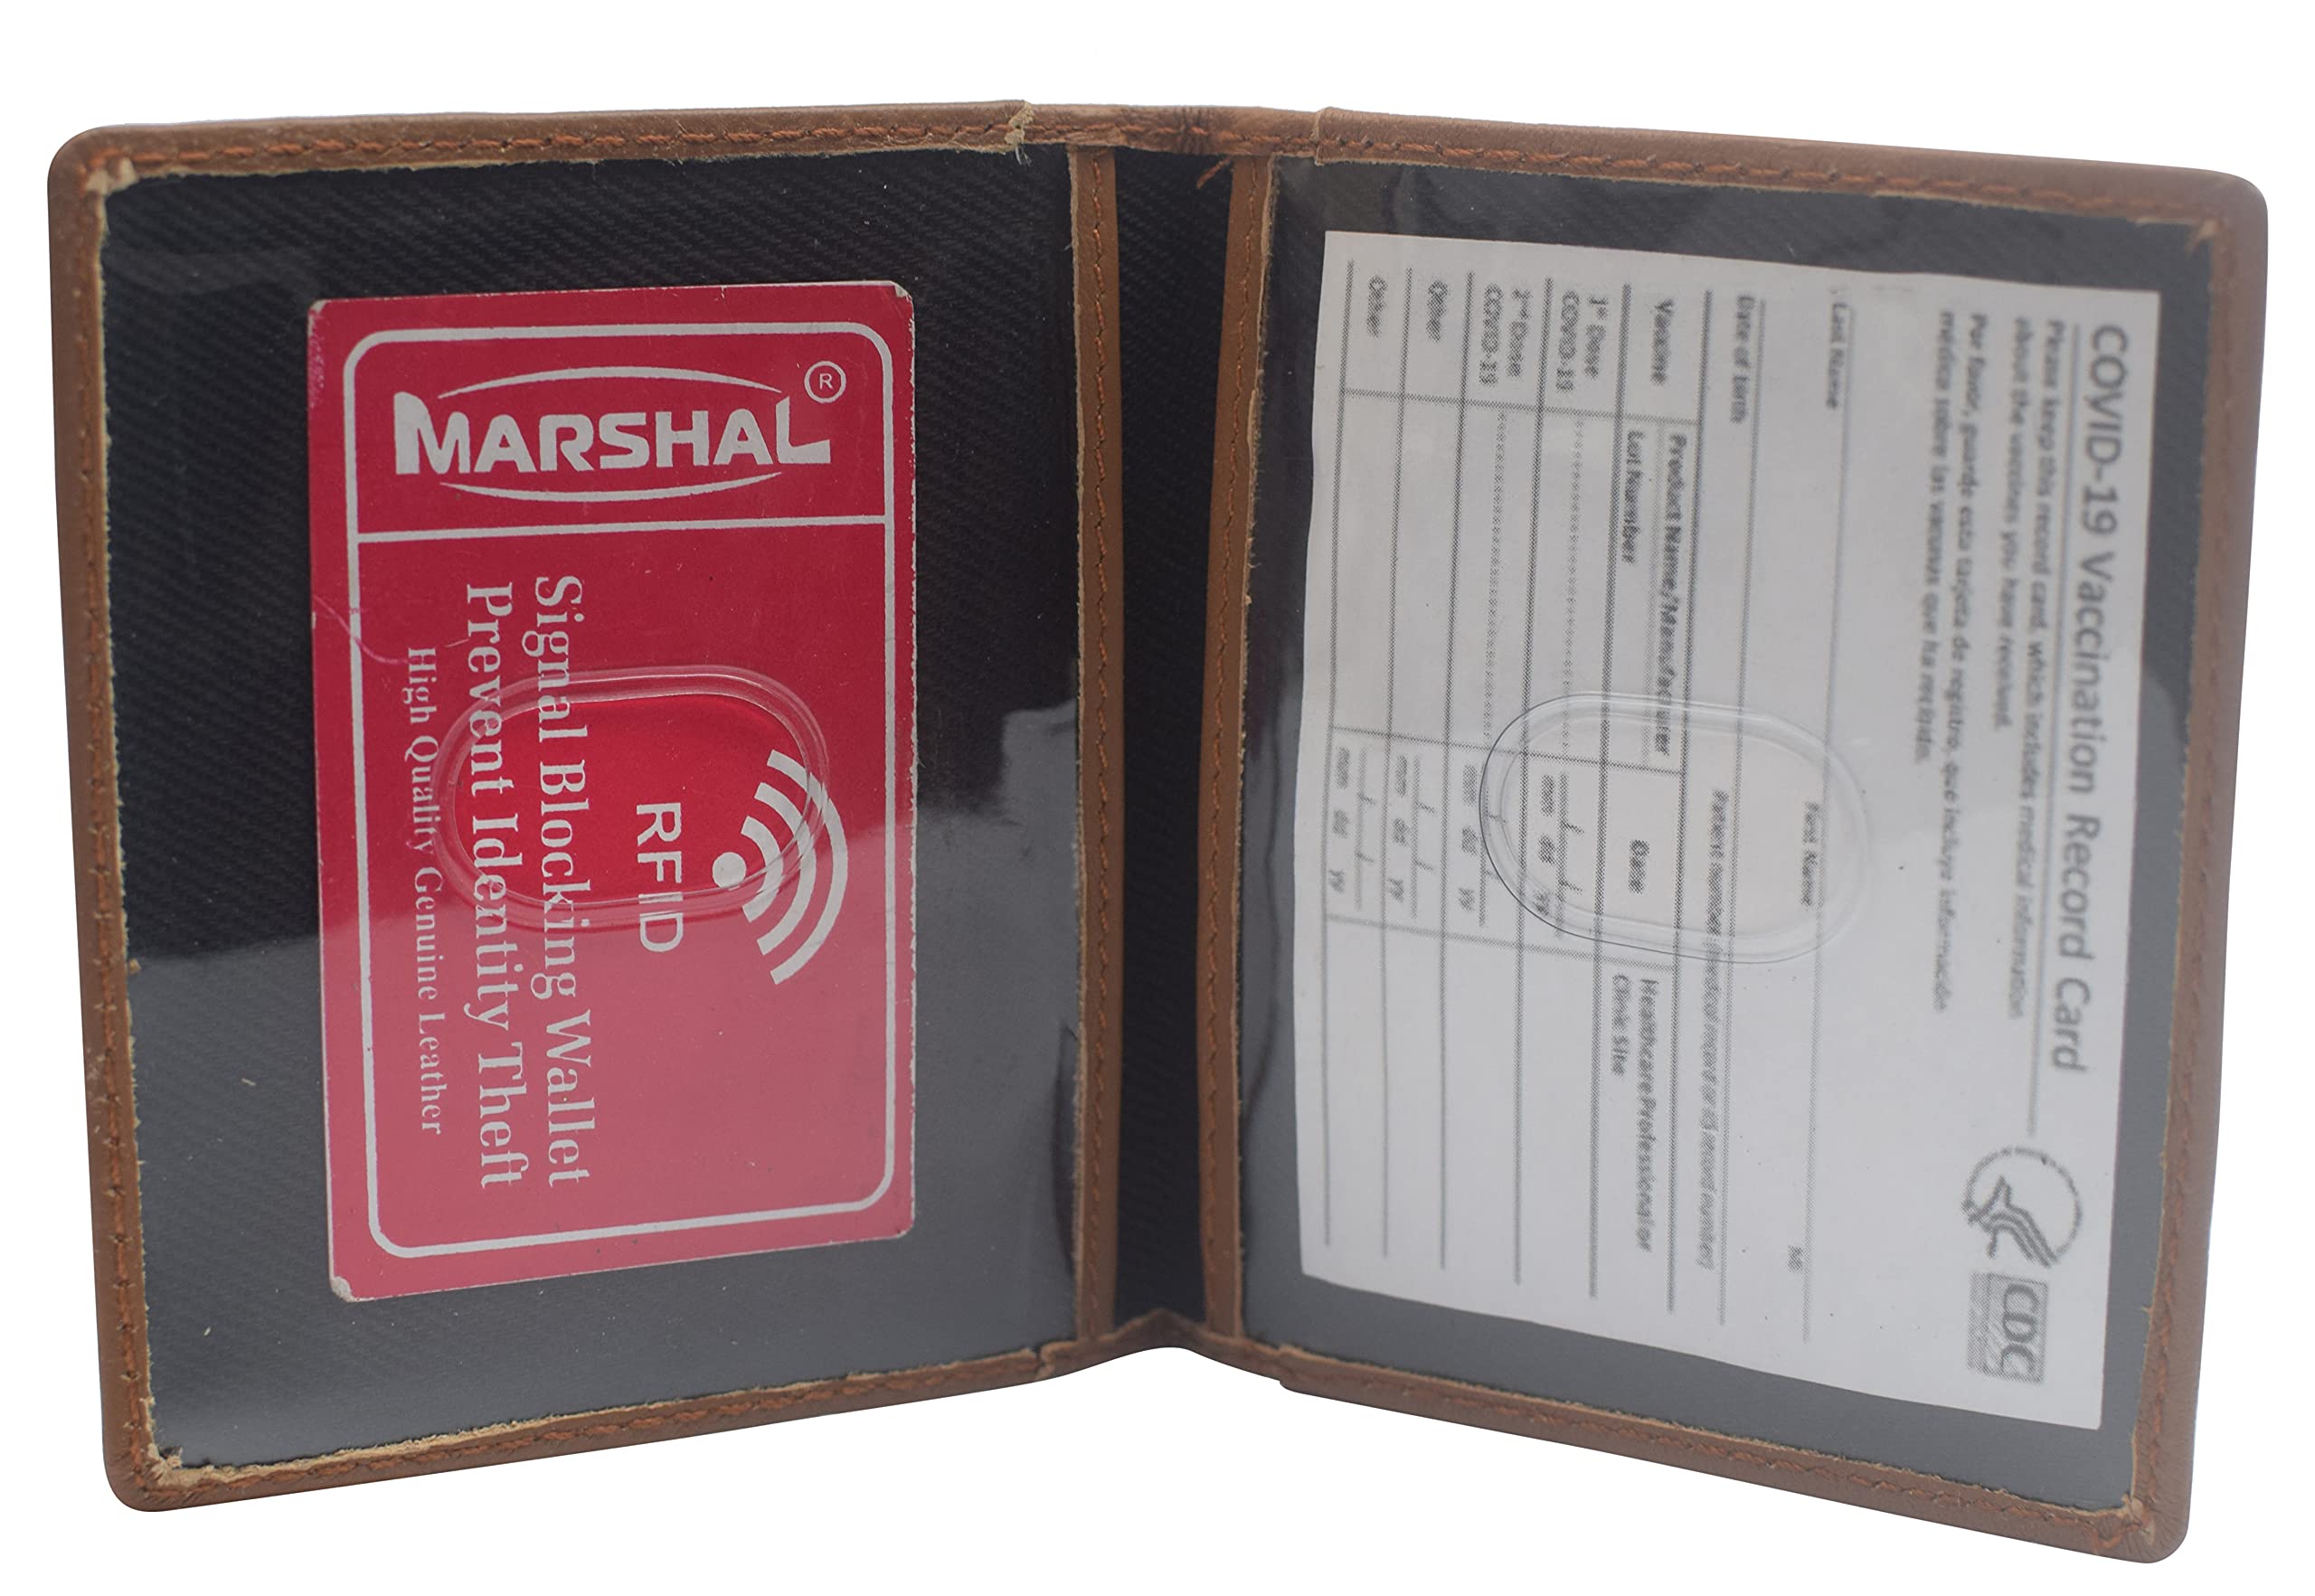 MARSHAL ®
RFID
Signal Blocking Wallet
Prevent Identity Theft
High Quality Genuine Leather
COVID-19 Vaccination Record Card
Please keep this record card, which includes medical information
about the vaccines you have received.
Por favor, guarde esta tarjeta de registro, que incluye información
médica sobre las vacunas que ha recibido.
CDC
Last Name First Name MI
Date of birth Patient number (medical record or IIS record number)
Vaccine Product Name/Manufacturer Date Healthcare Professional or
Lot Number Clinic Site
1st Dose
COVID-19 mm dd yy
2nd Dose
COVID-19 mm dd yy
Other mm dd yy
Other mm dd yy